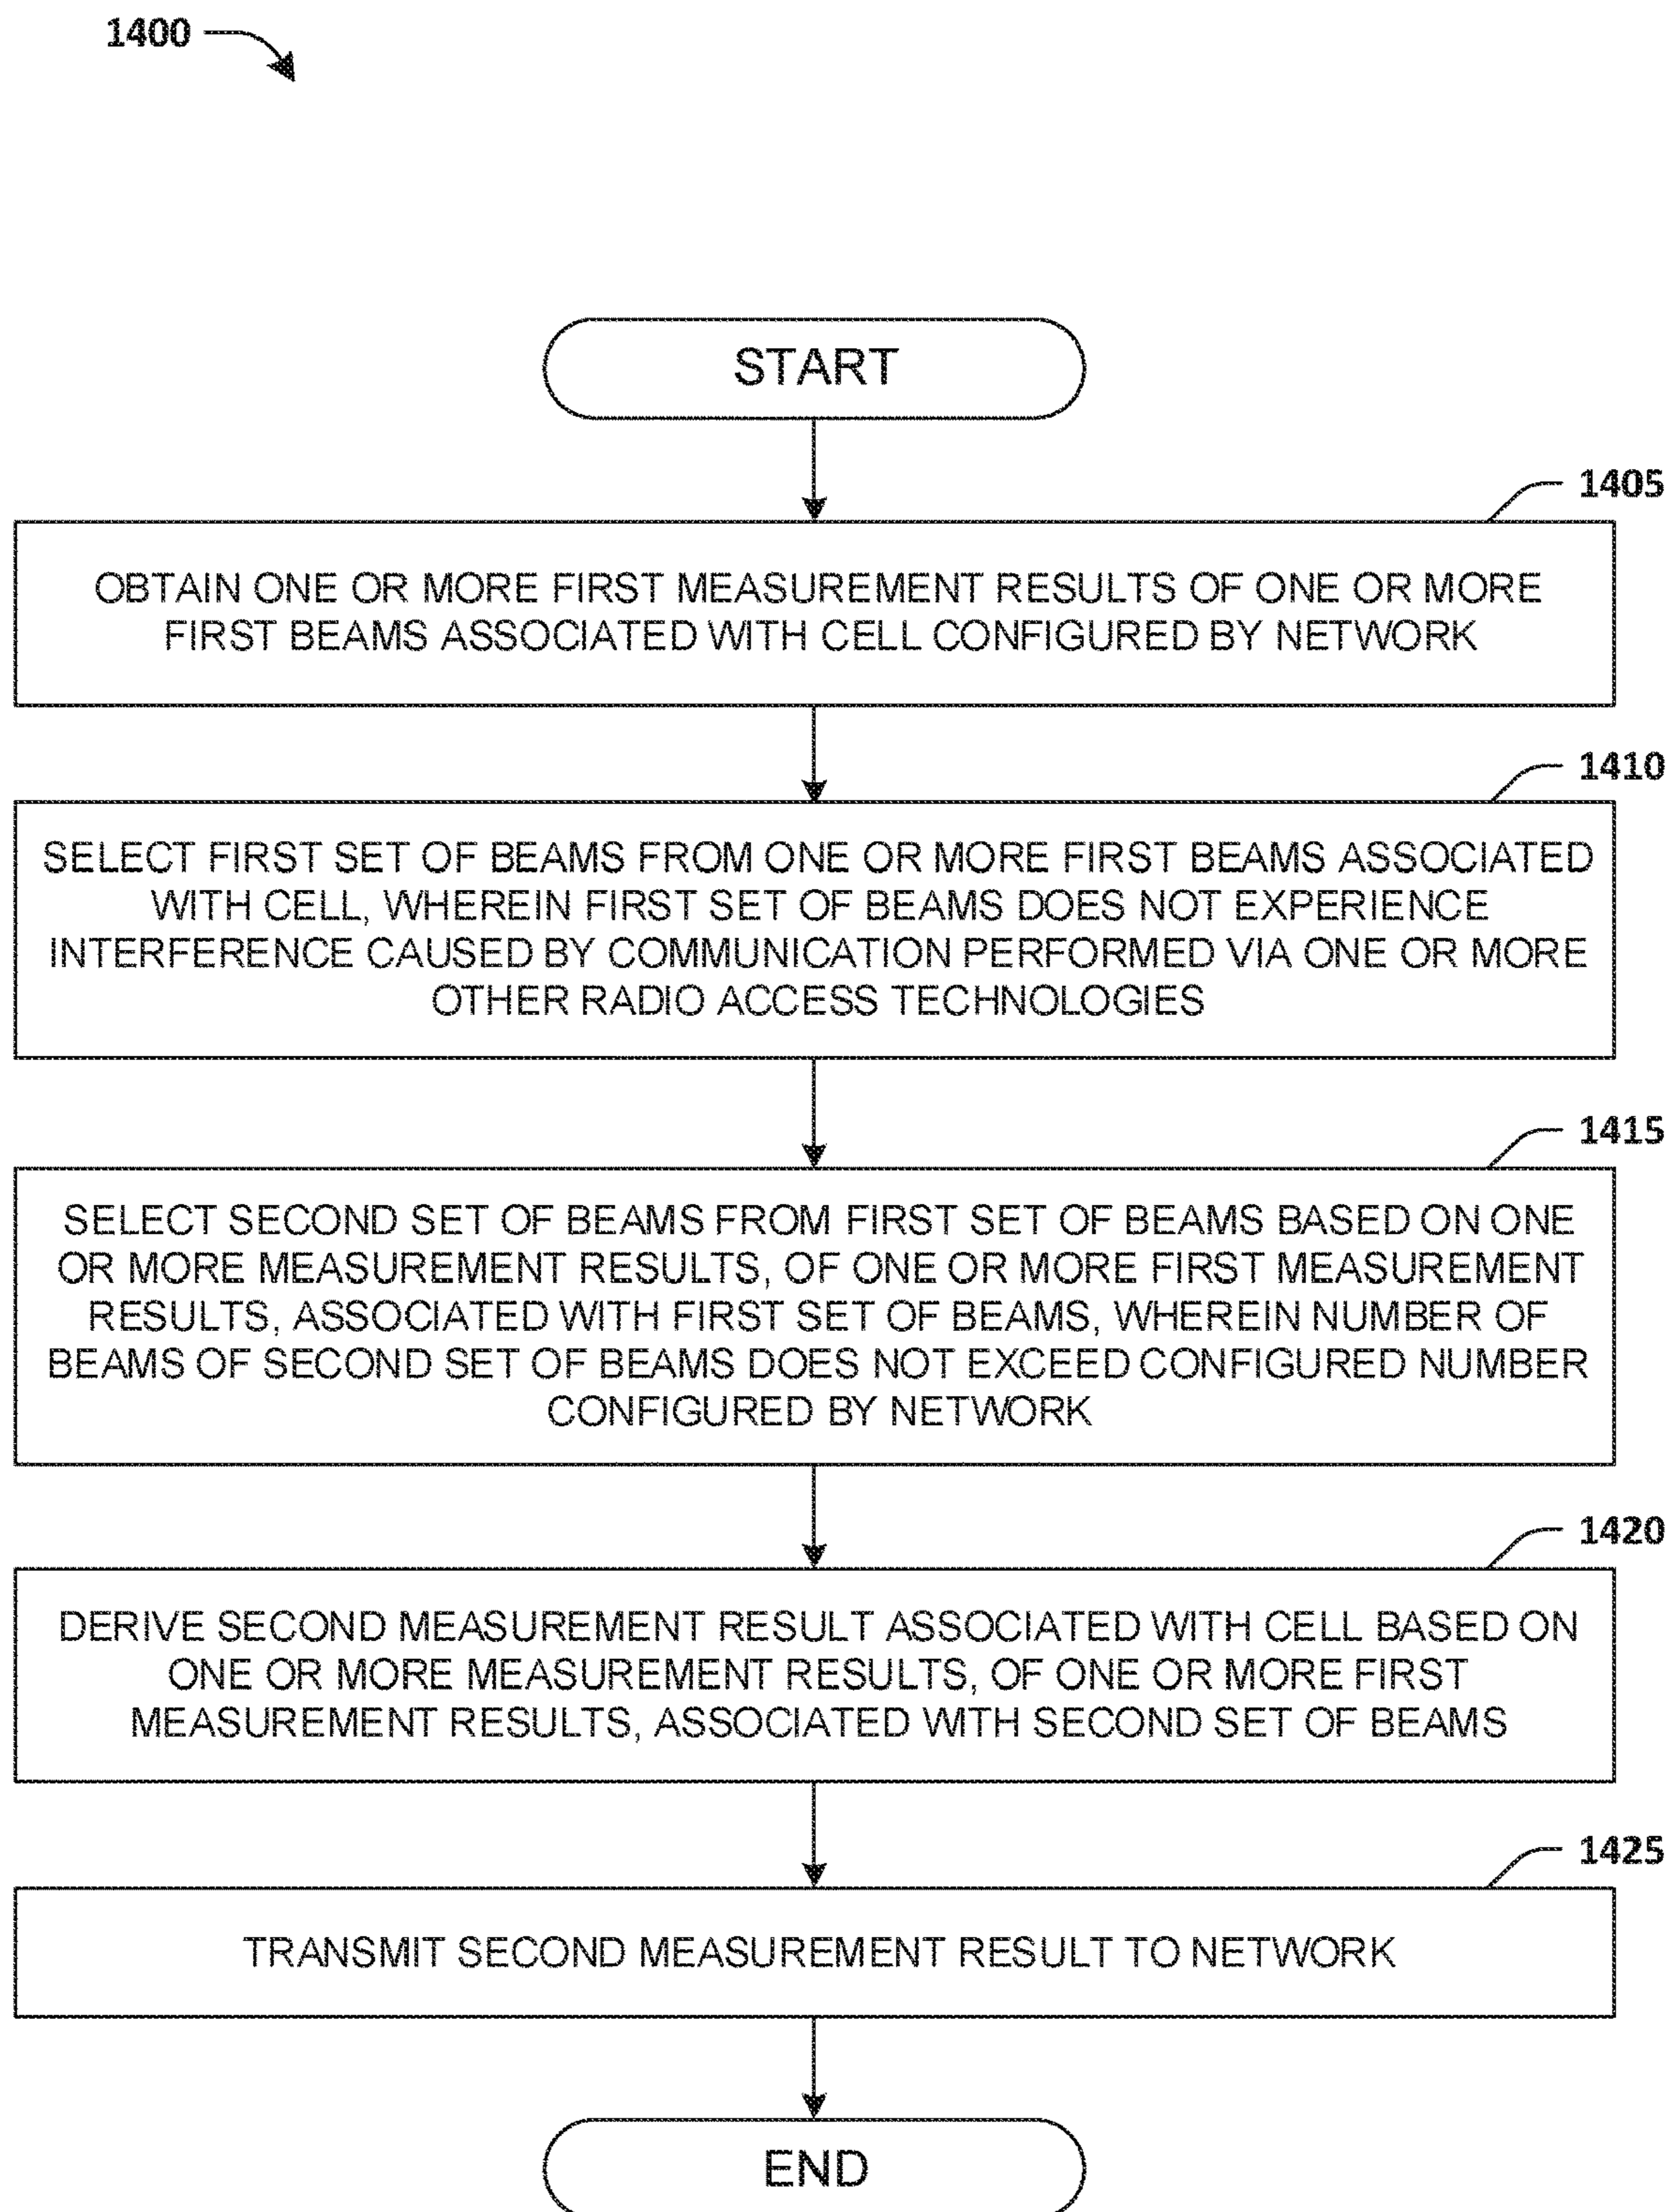 1400
START
1405
OBTAIN ONE OR MORE FIRST MEASUREMENT RESULTS OF ONE OR MORE
FIRST BEAMS ASSOCIATED WITH CELL CONFIGURED BY NETWORK
1410
SELECT FIRST SET OF BEAMS FROM ONE OR MORE FIRST BEAMS ASSOCIATED
WITH CELL, WHEREIN FIRST SET OF BEAMS DOES NOT EXPERIENCE
INTERFERENCE CAUSED BY COMMUNICATION PERFORMED VIA ONE OR MORE
OTHER RADIO ACCESS TECHNOLOGIES
1415
SELECT SECOND SET OF BEAMS FROM FIRST SET OF BEAMS BASED ON ONE
OR MORE MEASUREMENT RESULTS, OF ONE OR MORE FIRST MEASUREMENT
RESULTS, ASSOCIATED WITH FIRST SET OF BEAMS, WHEREIN NUMBER OF
BEAMS OF SECOND SET OF BEAMS DOES NOT EXCEED CONFIGURED NUMBER
CONFIGURED BY NETWORK
1420
DERIVE SECOND MEASUREMENT RESULT ASSOCIATED WITH CELL BASED ON
ONE OR MORE MEASUREMENT RESULTS, OF ONE OR MORE FIRST
MEASUREMENT RESULTS, ASSOCIATED WITH SECOND SET OF BEAMS
1425
TRANSMIT SECOND MEASUREMENT RESULT TO NETWORK
END